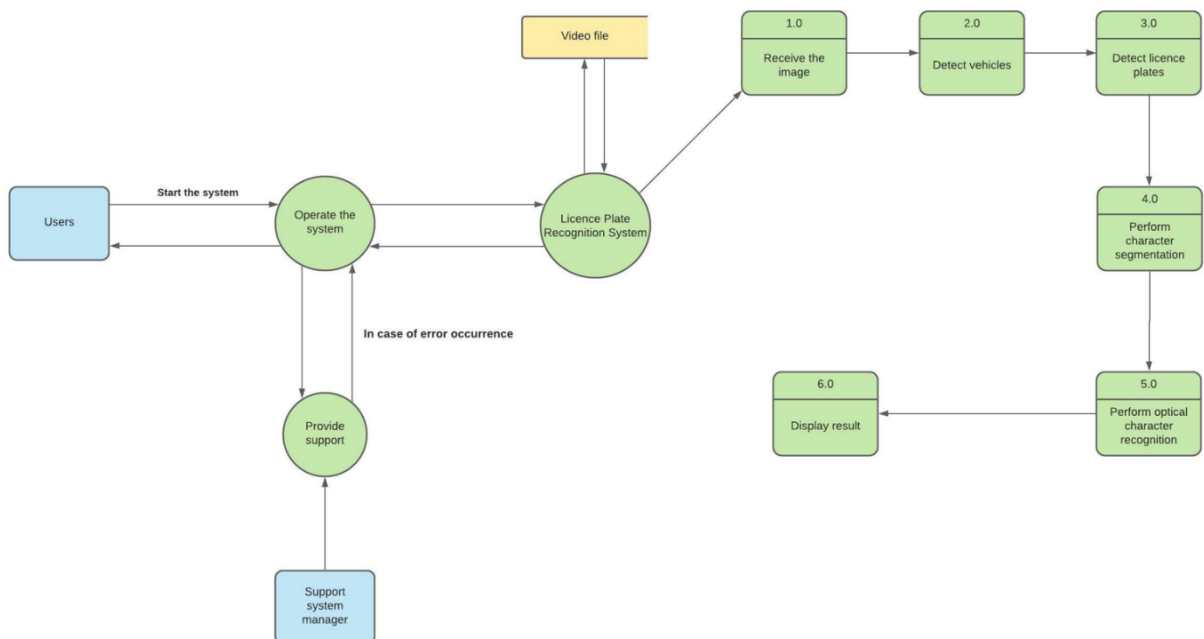 Video file
1.0
Receive the
image
2.0
Detect vehicles
3.0
Detect licence
plates
Start the system
Users
Operate the
system
Licence Plate
Recognition System
4.0
Perform
character
segmentation
In case of error occurrence
Provide
support
6.0
Display result
5.0
Perform optical
character
recognition
Support
system
manager